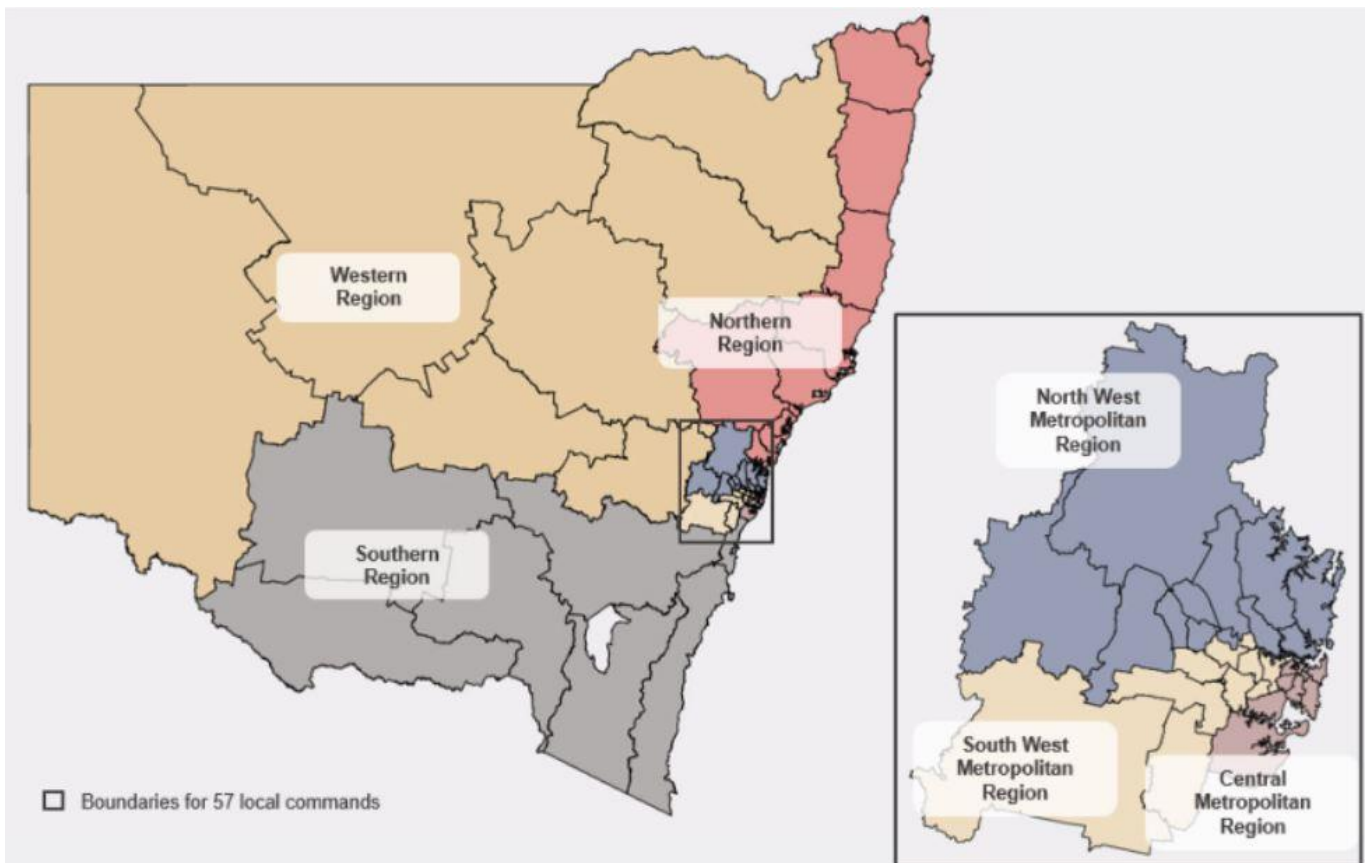 Western
Region
Northern
Region
Southern
Region
Boundaries for 57 local commands
North West
Metropolitan
Region
South West
Metropolitan
Region
Central
Metropolitan
Region